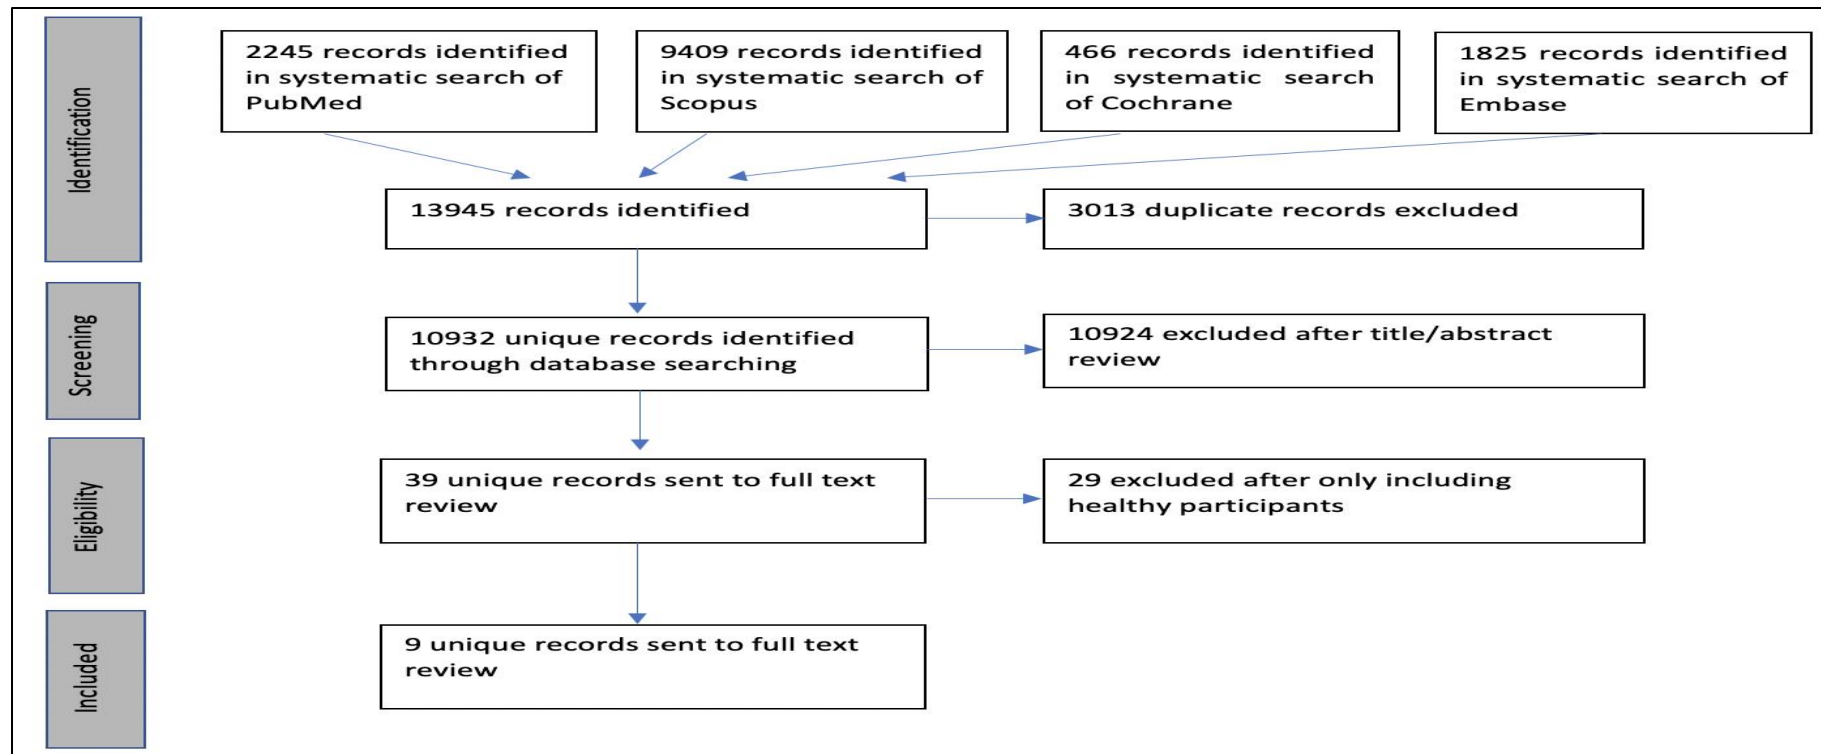 Identification
2245 records identified
in systematic search of
PubMed
9409 records identified
in systematic search of
Scopus
466 records identified
in systematic search
of Cochrane
1825 records identified
in systematic search of
Embase
13945 records identified
3013 duplicate records excluded
Screening
10932 unique records identified
through database searching
10924 excluded after title/abstract
review
Eligibility
39 unique records sent to full text
review
29 excluded after only including
healthy participants
Included
9 unique records sent to full text
review